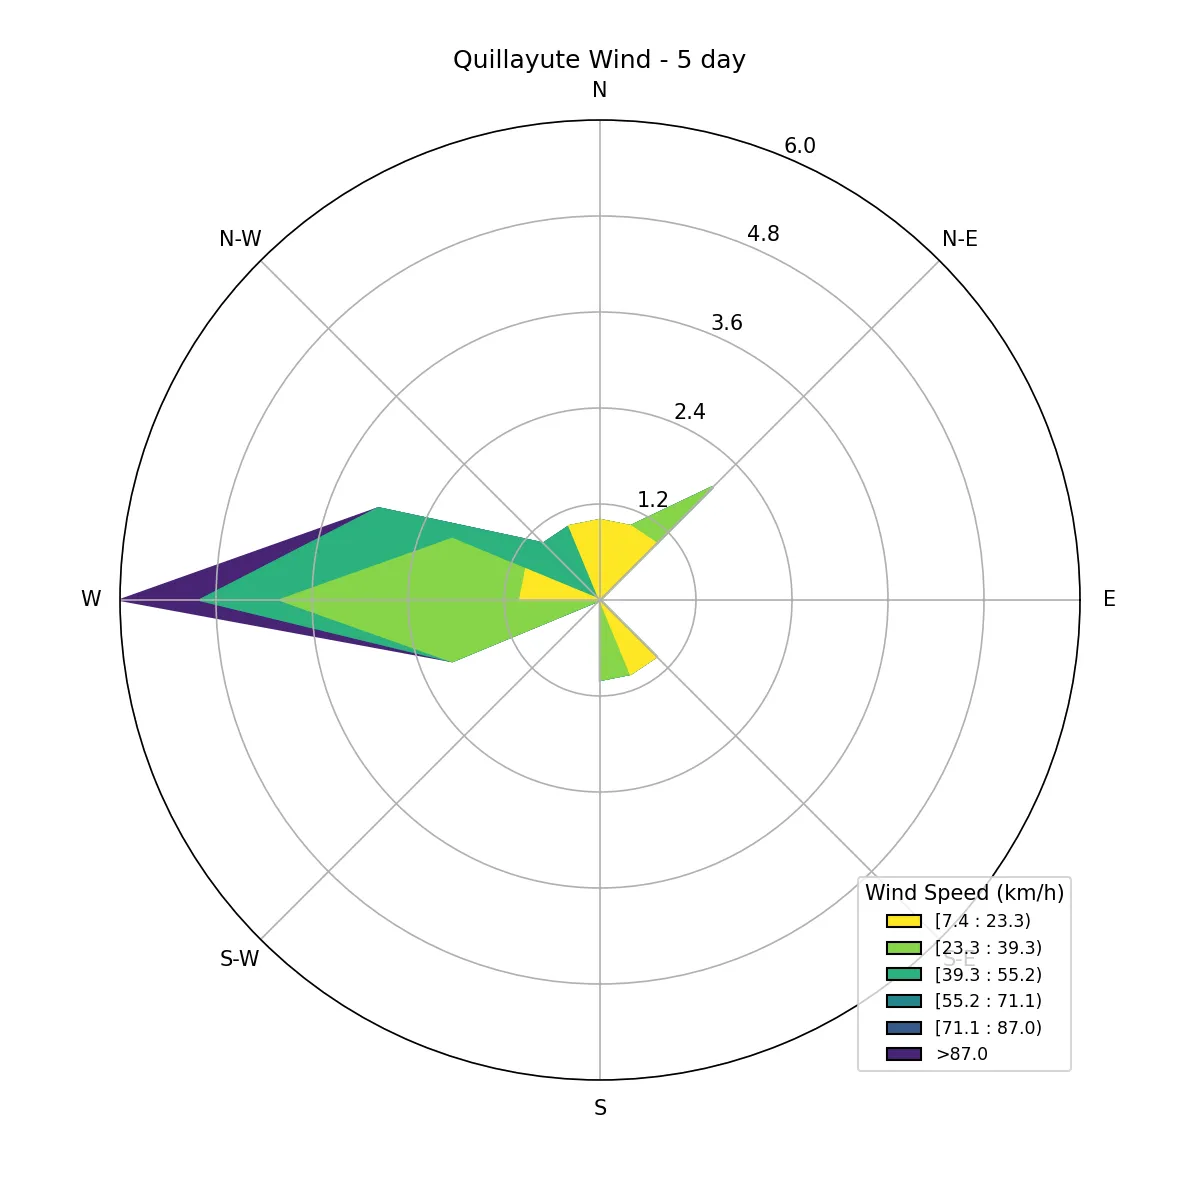 Quillayute Wind - 5 day
N
6.0
4.8
N-W
N-E
3.6
2.4
1.2
W
E
S-W
S-E
S
Wind Speed (km/h)
[7.4 : 23.3)
[23.3 : 39.3)
[39.3 : 55.2)
[55.2 : 71.1)
[71.1 : 87.0)
>87.0